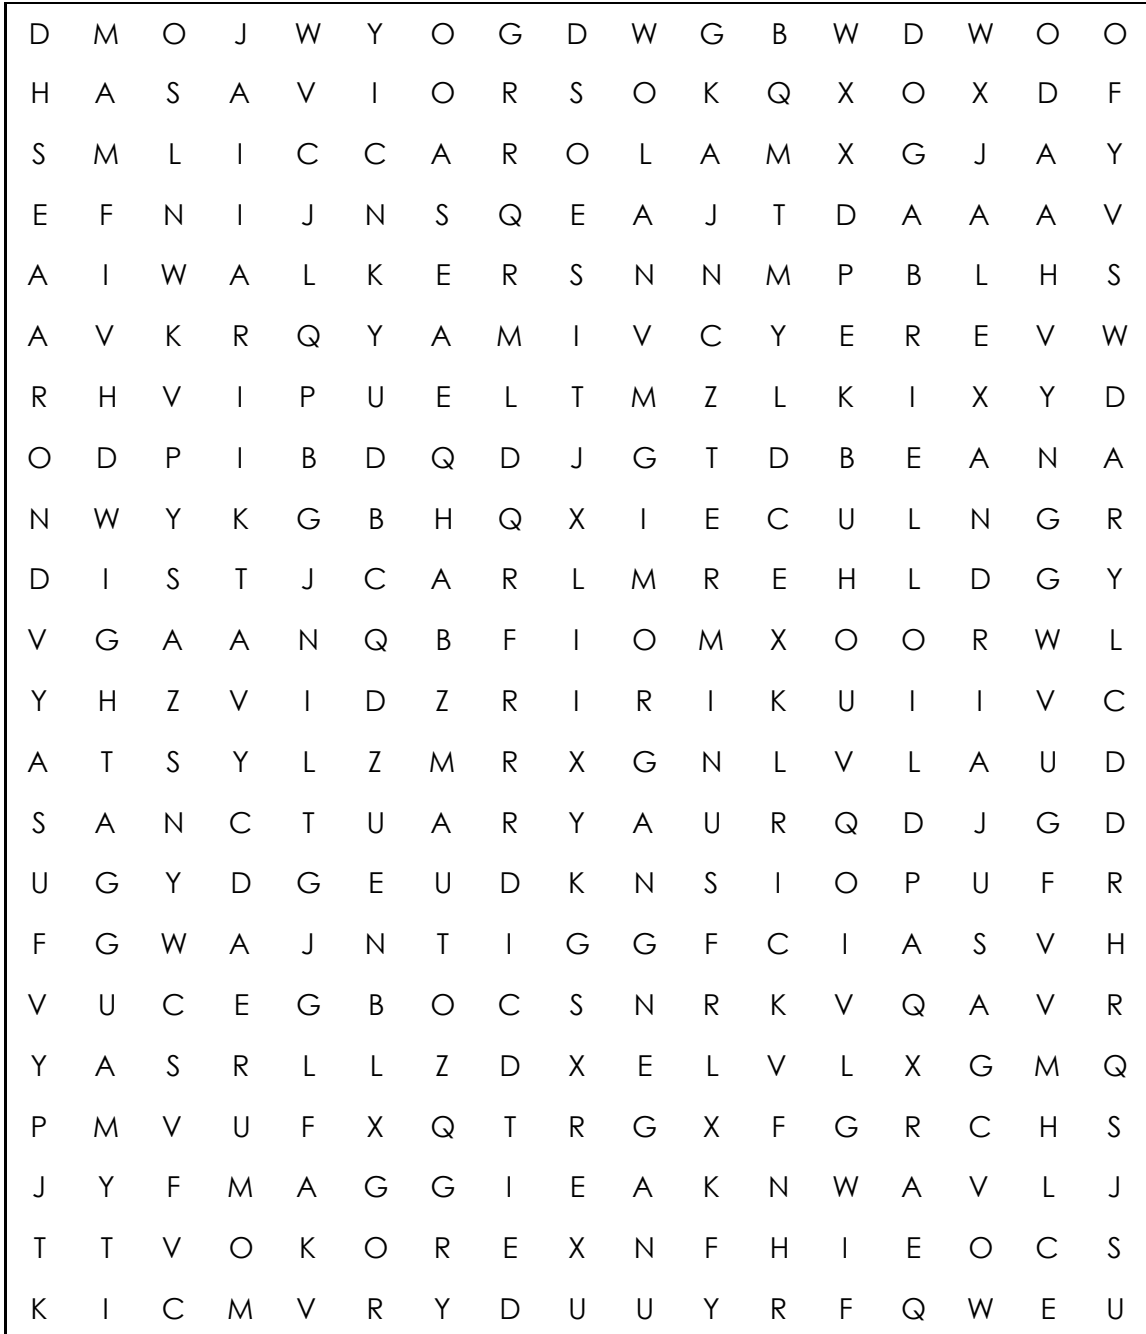 D M O J W Y O G D W G B W D W O O
H A S A V I O R S O K Q X O X D F
S M L I C C A R O L A M X G J A Y
E F N I J N S Q E A J T D A A A V
A I W A L K E R S N N M P B L H S
A V K R Q Y A M I V C Y E R E V W
R H V I P U E L T M Z L K I X Y D
O D P I B D Q D J G T D B E A N A
N W Y K G B H Q X I E C U L N G R
D I S T J C A R L M R E H L D G Y
V G A A N Q B F I O M X O O R W L
Y H Z V I D Z R I R I K U I I V C
A T S Y L Z M R X G N L V L A U D
S A N C T U A R Y A U R Q D J G D
U G Y D G E U D K N S I O P U F R
F G W A J N T I G G F C I A S V H
V U C E G B O C S N R K V Q A V R
Y A S R L L Z D X E L V L X G M Q
P M V U F X Q T R G X F G R C H S
J Y F M A G G I E A K N W A V L J
T T V O K O R E X N F H I E O C S
K I C M V R Y D U U Y R F Q W E U